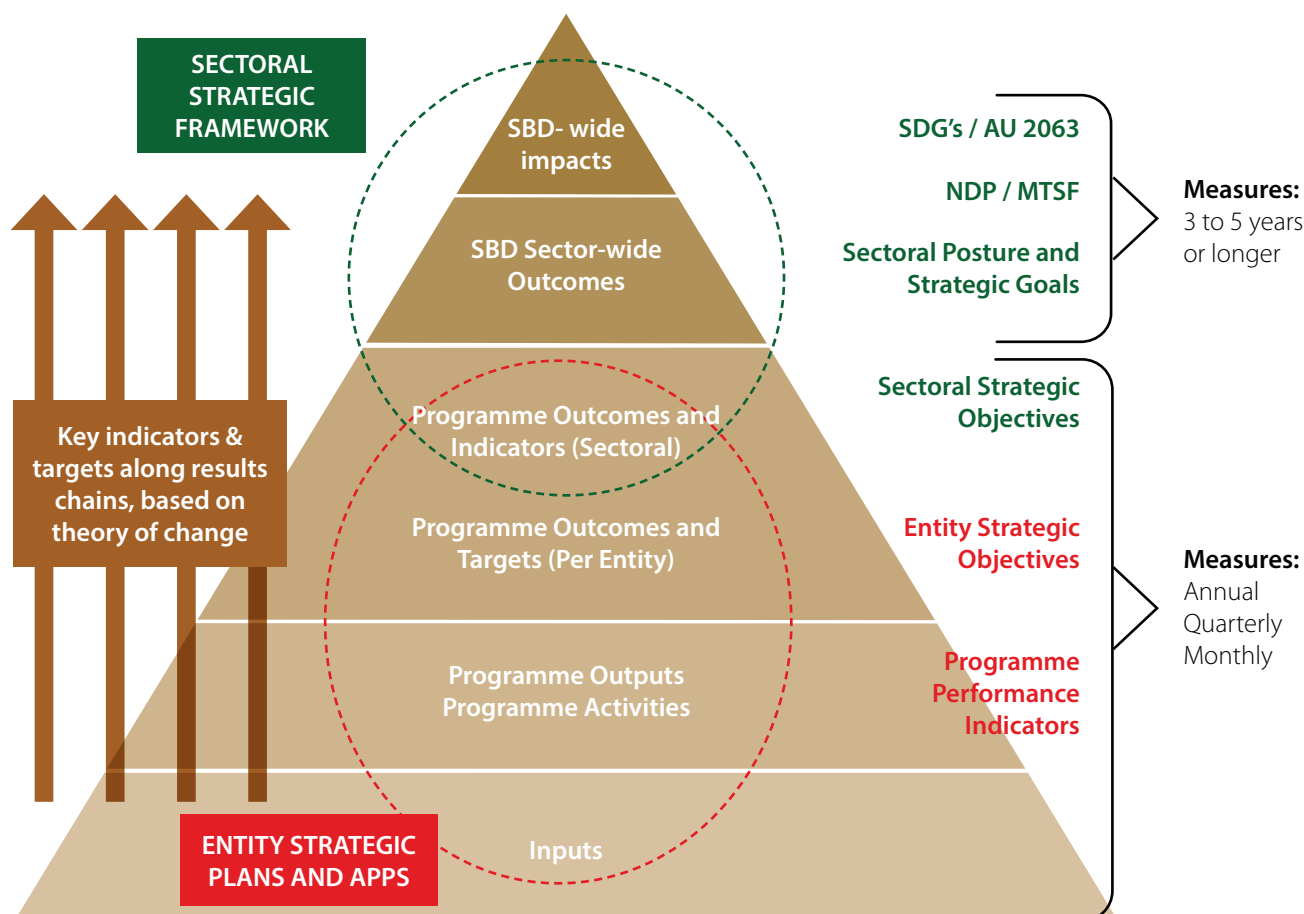 SECTORAL
STRATEGIC
FRAMEWORK
SBD- wide
impacts
SBD Sector-wide
Outcomes
Programme Outcomes and
Indicators (Sectoral)
Programme Outcomes and
Targets (Per Entity)
Programme Outputs
Programme Activities
Inputs
Key indicators &
targets along results
chains, based on
theory of change
ENTITY STRATEGIC
PLANS AND APPS
SDG's / AU 2063
NDP / MTSF
Sectoral Posture and
Strategic Goals
Sectoral Strategic
Objectives
Entity Strategic
Objectives
Programme
Performance
Indicators
Measures:
3 to 5 years
or longer
Measures:
Annual
Quarterly
Monthly